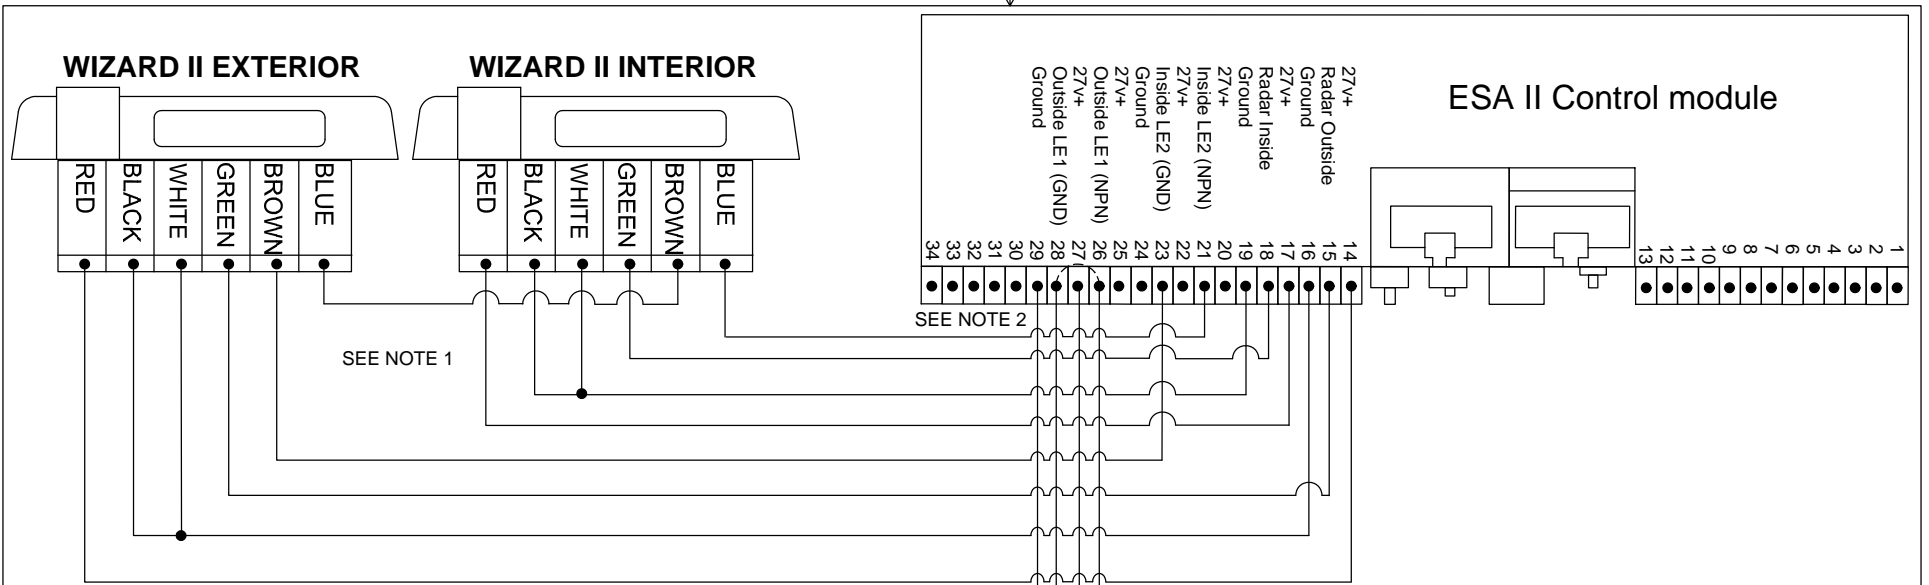 WIZARD II EXTERIOR
WIZARD II INTERIOR
RED
BLACK
WHITE
GREEN
BROWN
BLUE
RED
BLACK
WHITE
GREEN
BROWN
BLUE
SEE NOTE 1
Ground
Outside LE1 (GND)
27v+
Outside LE1 (NPN)
27v+
Ground
Inside LE2 (GND)
27v+
Inside LE2 (NPN)
27v+
Ground
Radar Inside
27v+
Ground
Radar Outside
27v+
ESA II Control module
34
33
32
31
30
29
28
27
26
25
24
23
22
21
20
19
18
17
16
15
14
13
12
11
10
9
8
7
6
5
4
3
2
1
SEE NOTE 2